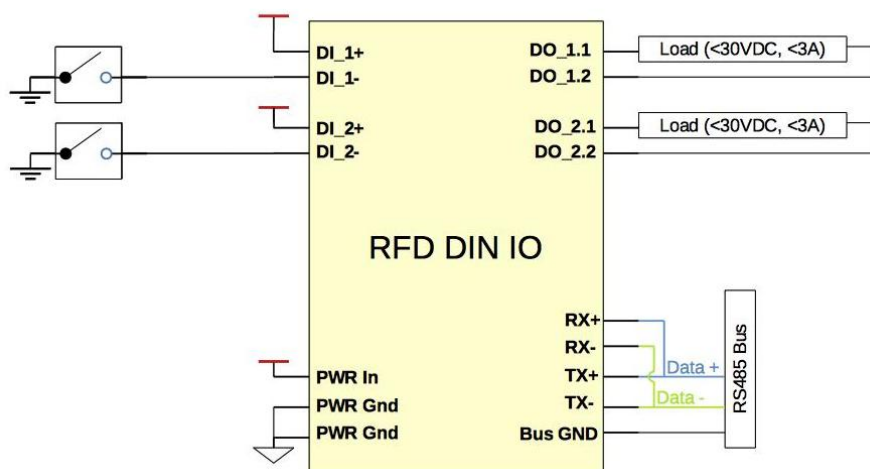 DI_1+
DI_1-
DI_2+
DI_2-
DO_1.1
DO_1.2
DO_2.1
DO_2.2
Load (<30VDC, <3A)
Load (<30VDC, <3A)
RFD DIN IO
PWR In
PWR Gnd
PWR Gnd
RX+
RX-
TX+
TX-
Bus GND
Data +
Data -
RS485 Bus